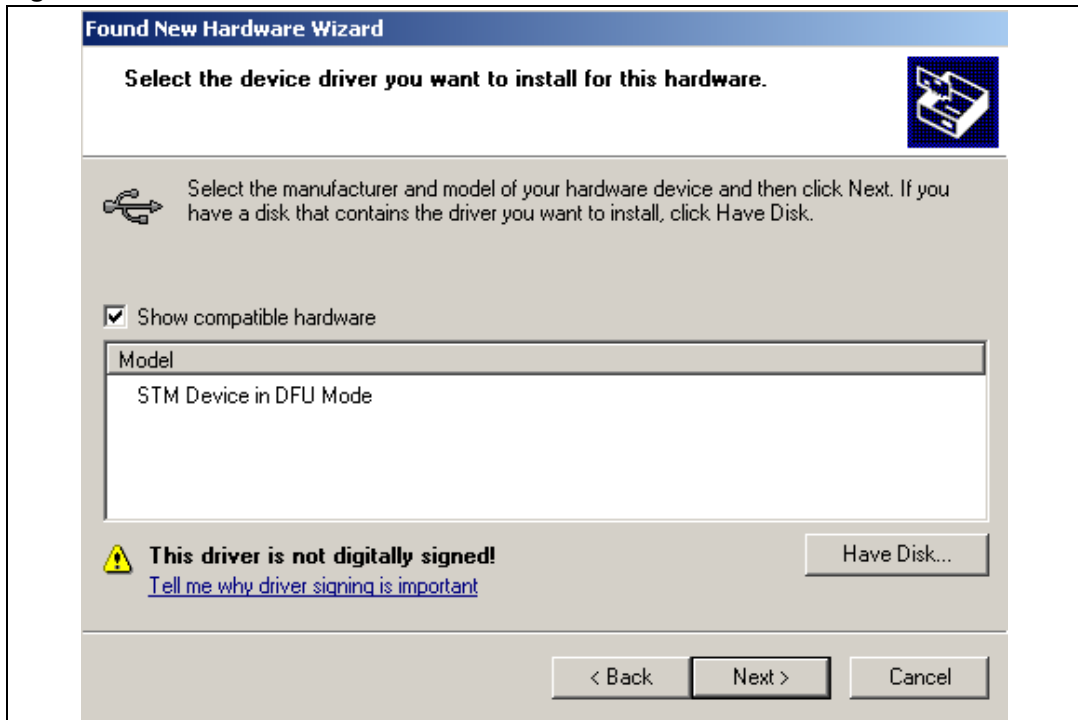 Found New Hardware Wizard
Select the device driver you want to install for this hardware.
Select the manufacturer and model of your hardware device and then click Next. If you
have a disk that contains the driver you want to install, click Have Disk.
Show compatible hardware
Model
STM Device in DFU Mode
This driver is not digitally signed!
Have Disk...
Tell me why driver signing is important
< Back
Next >
Cancel